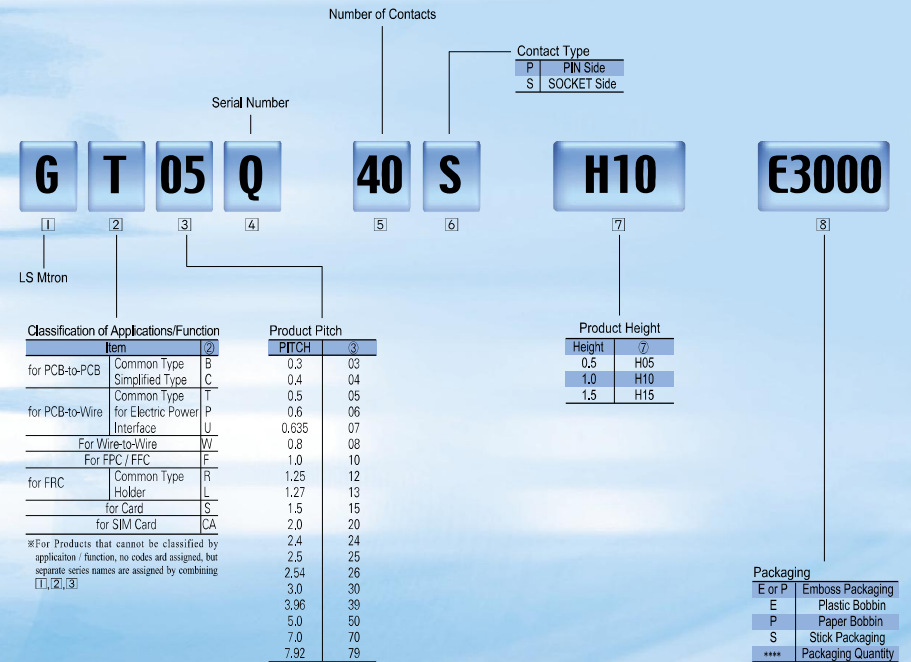 Number of Contacts
Contact Type
P PIN Side
S SOCKET Side
Serial Number
G T 05 Q 40 S H10 E3000
1 2 3 4 5 6 7 8
LS Mtron
Classification of Applications/Function
Item ②
for PCB-to-PCB Common Type B
Simplified Type C
for PCB-to-Wire Common Type T
for Electric Power P
Interface U
For Wire-to-Wire W
For FPC / FFC F
for FRC Common Type R
Holder L
for Card S
for SIM Card CA
※For Products that cannot be classified by
applicaiton / function, no codes ard assigned, but
separate series names are assigned by combining
1,2,3
Product Pitch
PITCH ③
0.3 03
0.4 04
0.5 05
0.6 06
0.635 07
0.8 08
1.0 10
1.25 12
1.27 13
1.5 15
2.0 20
2.4 24
2.5 25
2.54 26
3.0 30
3.96 39
5.0 50
7.0 70
7.92 79
Product Height
Height ⑦
0.5 H05
1.0 H10
1.5 H15
Packaging
E or P Emboss Packaging
E Plastic Bobbin
P Paper Bobbin
S Stick Packaging
**** Packaging Quantity